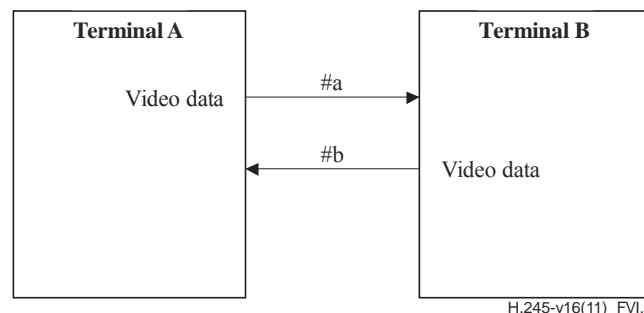 Terminal A
Terminal B
Video data
#a
#b
Video data
H.245-v16(11)_FVI.